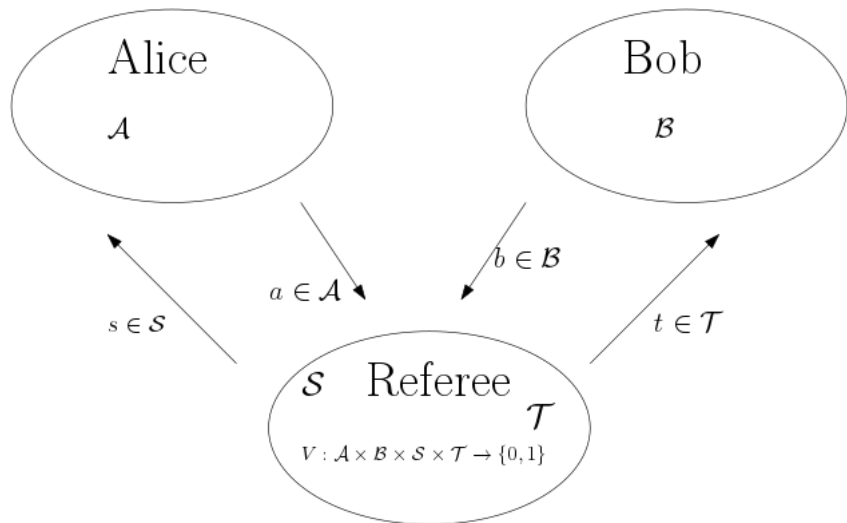 Alice
Bob
𝒜
ℬ
b ∈ ℬ
a ∈ 𝒜
s ∈ 𝒮
t ∈ 𝒯
𝒮 Referee
𝒯
V : 𝒜 × ℬ × 𝒮 × 𝒯 → {0, 1}